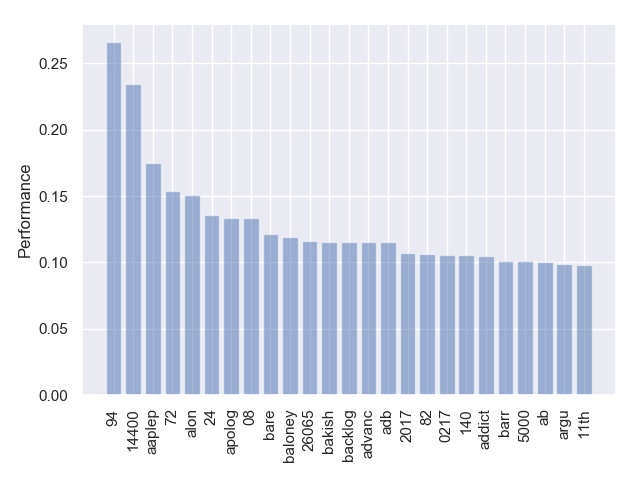 0.25
0.20
0.15
0.10
0.05
0.00
Performance
94
14400
aaplep
72
alon
24
apolog
08
bare
baloney
26065
bakish
backlog
advanc
adb
2017
82
0217
140
addict
barr
5000
ab
argu
11th